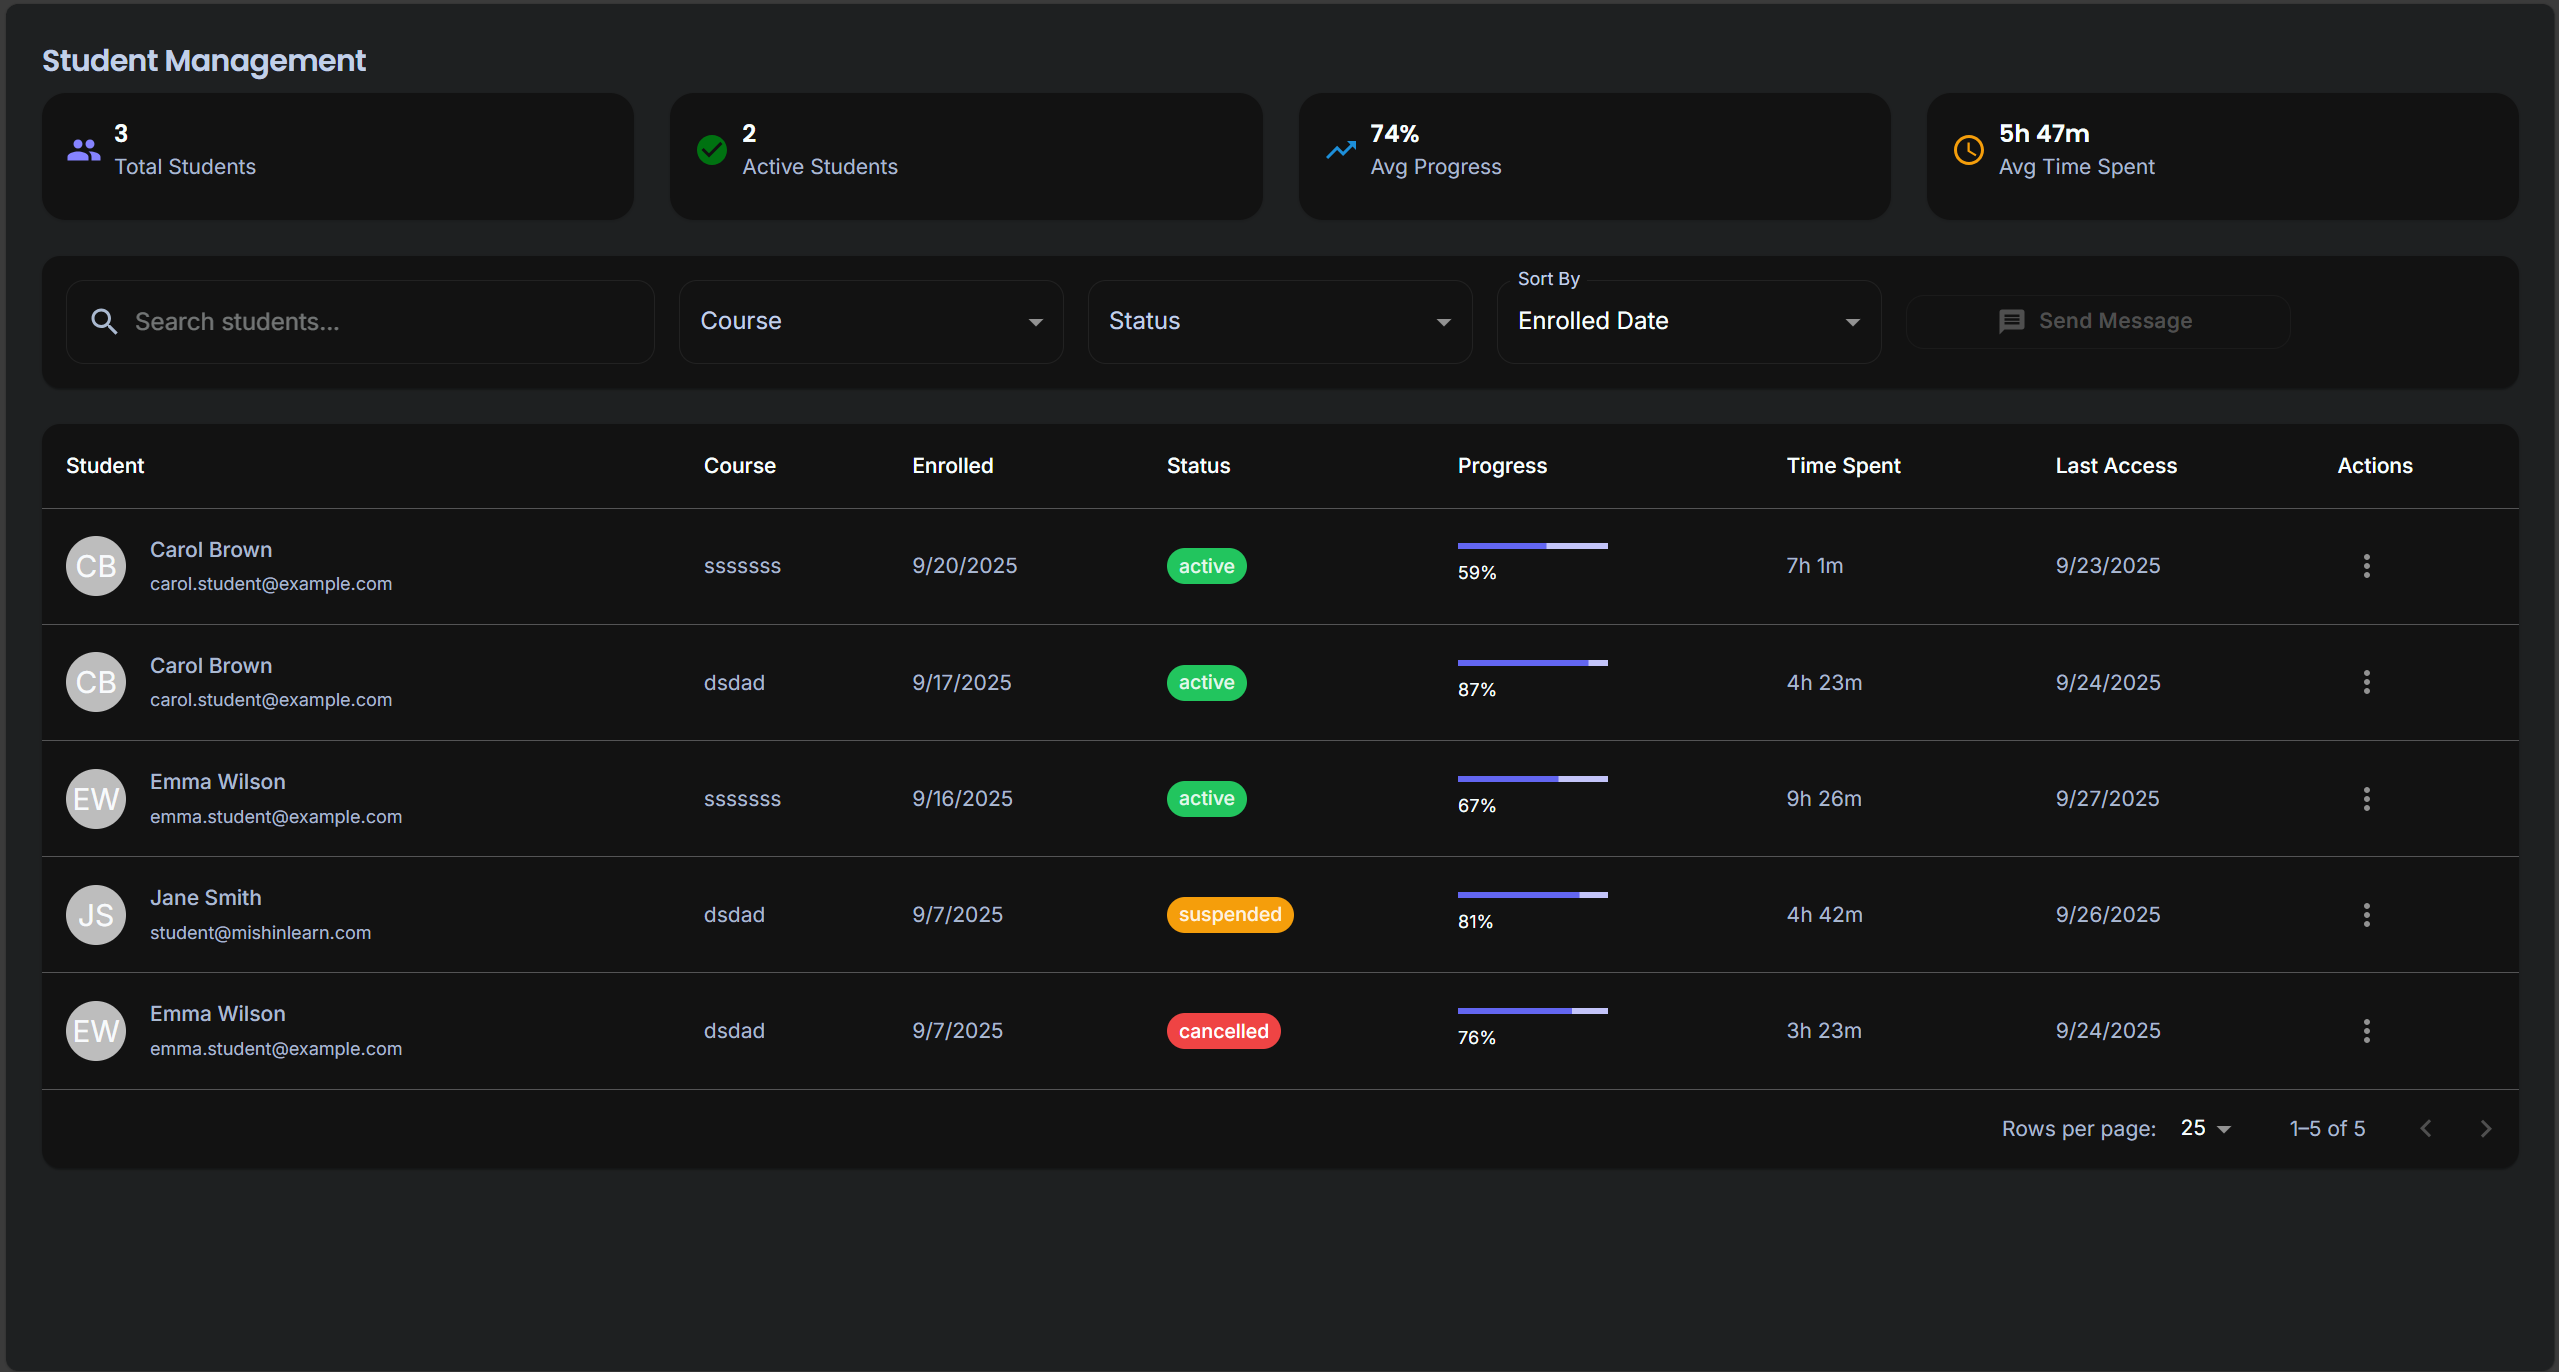 Student Management
3
Total Students
2
Active Students
74%
Avg Progress
5h 47m
Avg Time Spent
Search students...
Course
Status
Sort By
Enrolled Date
Send Message
Student Course Enrolled Status Progress Time Spent Last Access Actions
CB
Carol Brown
carol.student@example.com
sssssss
9/20/2025
active
59%
7h 1m
9/23/2025
CB
Carol Brown
carol.student@example.com
dsdad
9/17/2025
active
87%
4h 23m
9/24/2025
EW
Emma Wilson
emma.student@example.com
sssssss
9/16/2025
active
67%
9h 26m
9/27/2025
JS
Jane Smith
student@mishinlearn.com
dsdad
9/7/2025
suspended
81%
4h 42m
9/26/2025
EW
Emma Wilson
emma.student@example.com
dsdad
9/7/2025
cancelled
76%
3h 23m
9/24/2025
Rows per page: 25 1–5 of 5